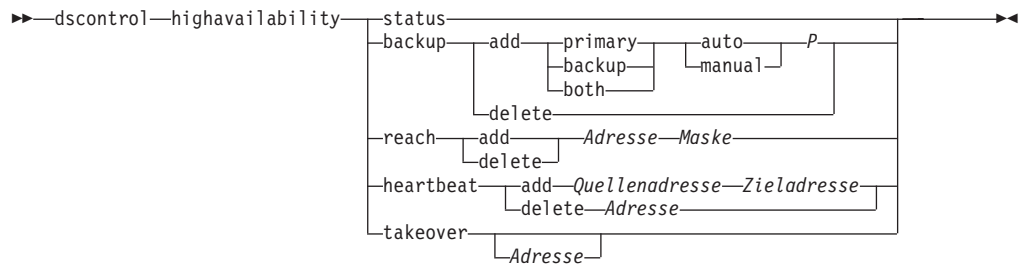 dscontrol highavailability status
backup add primary auto P
backup manual
both
delete
reach add Adresse Maske
delete
heartbeat add Quellenadresse Zieladresse
delete Adresse
takeover
Adresse